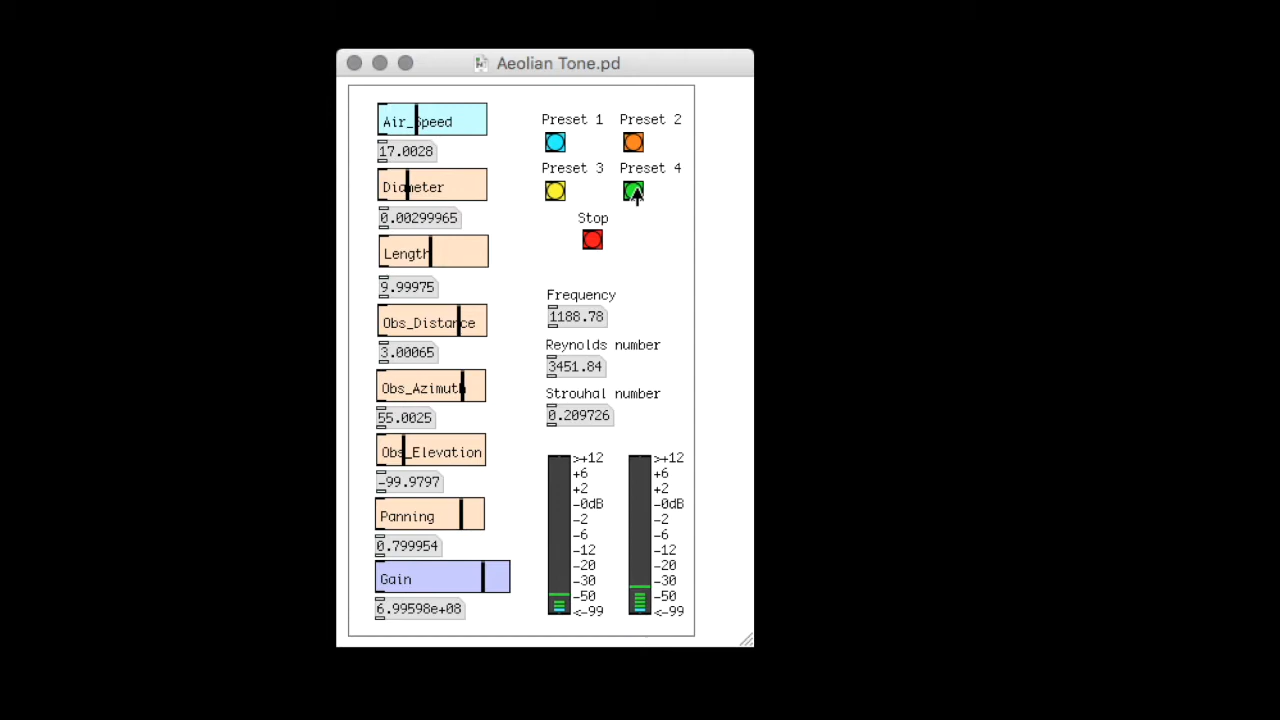 Aeolian Tone.pd
Air_Speed
17.0028
Diameter
0.00299965
Length
9.99975
Obs_Distance
3.00065
Obs_Azimuth
55.0025
Obs_Elevation
-99.9797
Panning
0.799954
Gain
6.99598e+08
Preset 1 Preset 2
Preset 3 Preset 4
Stop
Frequency
1188.78
Reynolds number
3451.84
Strouhal number
0.209726
>+12 >+12
+6 +6
+2 +2
-0dB -0dB
-2 -2
-6 -6
-12 -12
-20 -20
-30 -30
-50 -50
<-99 <-99